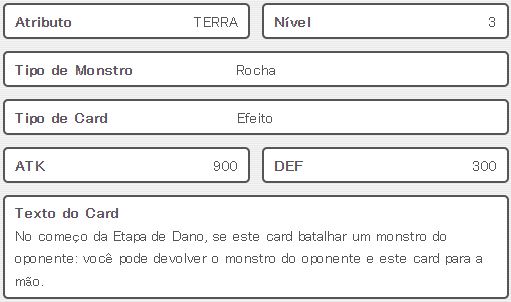 Atributo TERRA Nível 3
Tipo de Monstro Rocha
Tipo de Card Efeito
ATK 900 DEF 300
Texto do Card
No começo da Etapa de Dano, se este card batalhar um monstro do
oponente: você pode devolver o monstro do oponente e este card para a
mão.